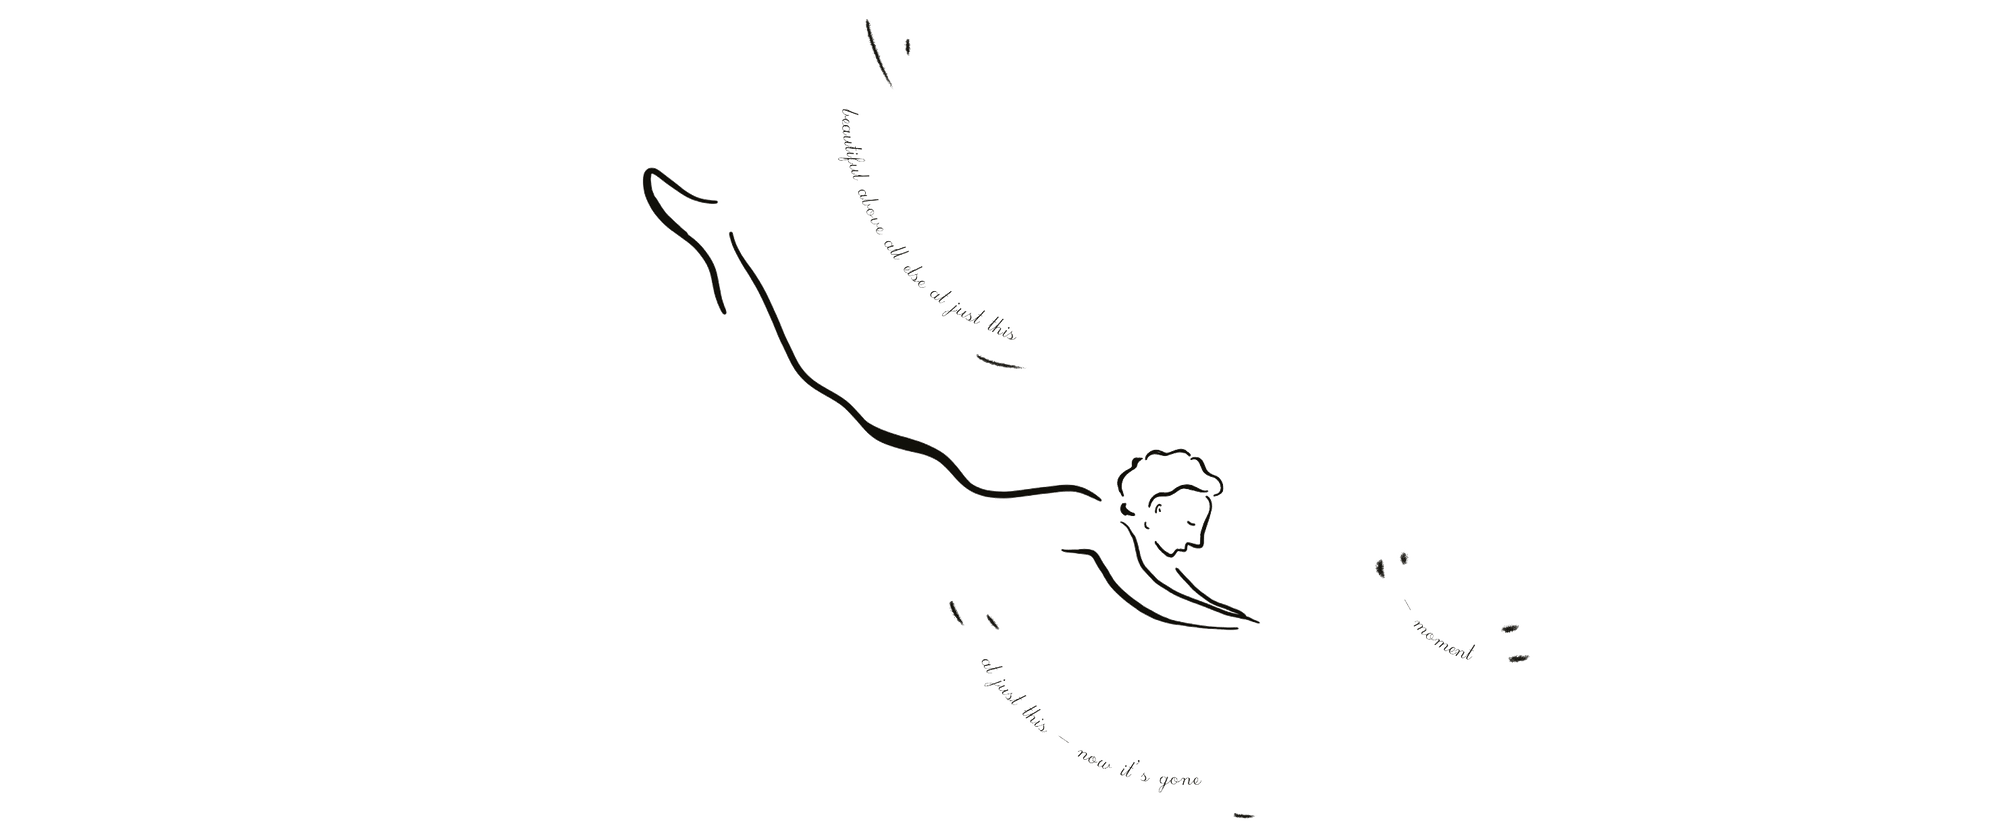 beautiful above all else at just this
at just this – now it's gone
– moment